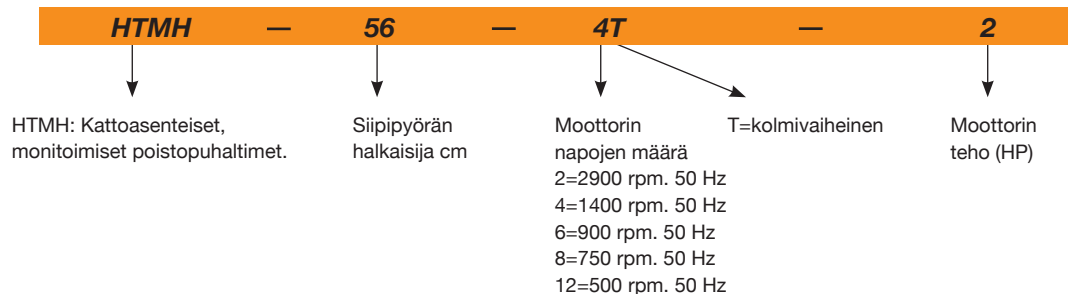 HTMH — 56 — 4T — 2
HTMH: Kattoasenteiset,
monitoimiset poistopuhaltimet.
Siipipyörän
halkaisija cm
Moottorin
napojen määrä
2=2900 rpm. 50 Hz
4=1400 rpm. 50 Hz
6=900 rpm. 50 Hz
8=750 rpm. 50 Hz
12=500 rpm. 50 Hz
T=kolmivaiheinen
Moottorin
teho (HP)